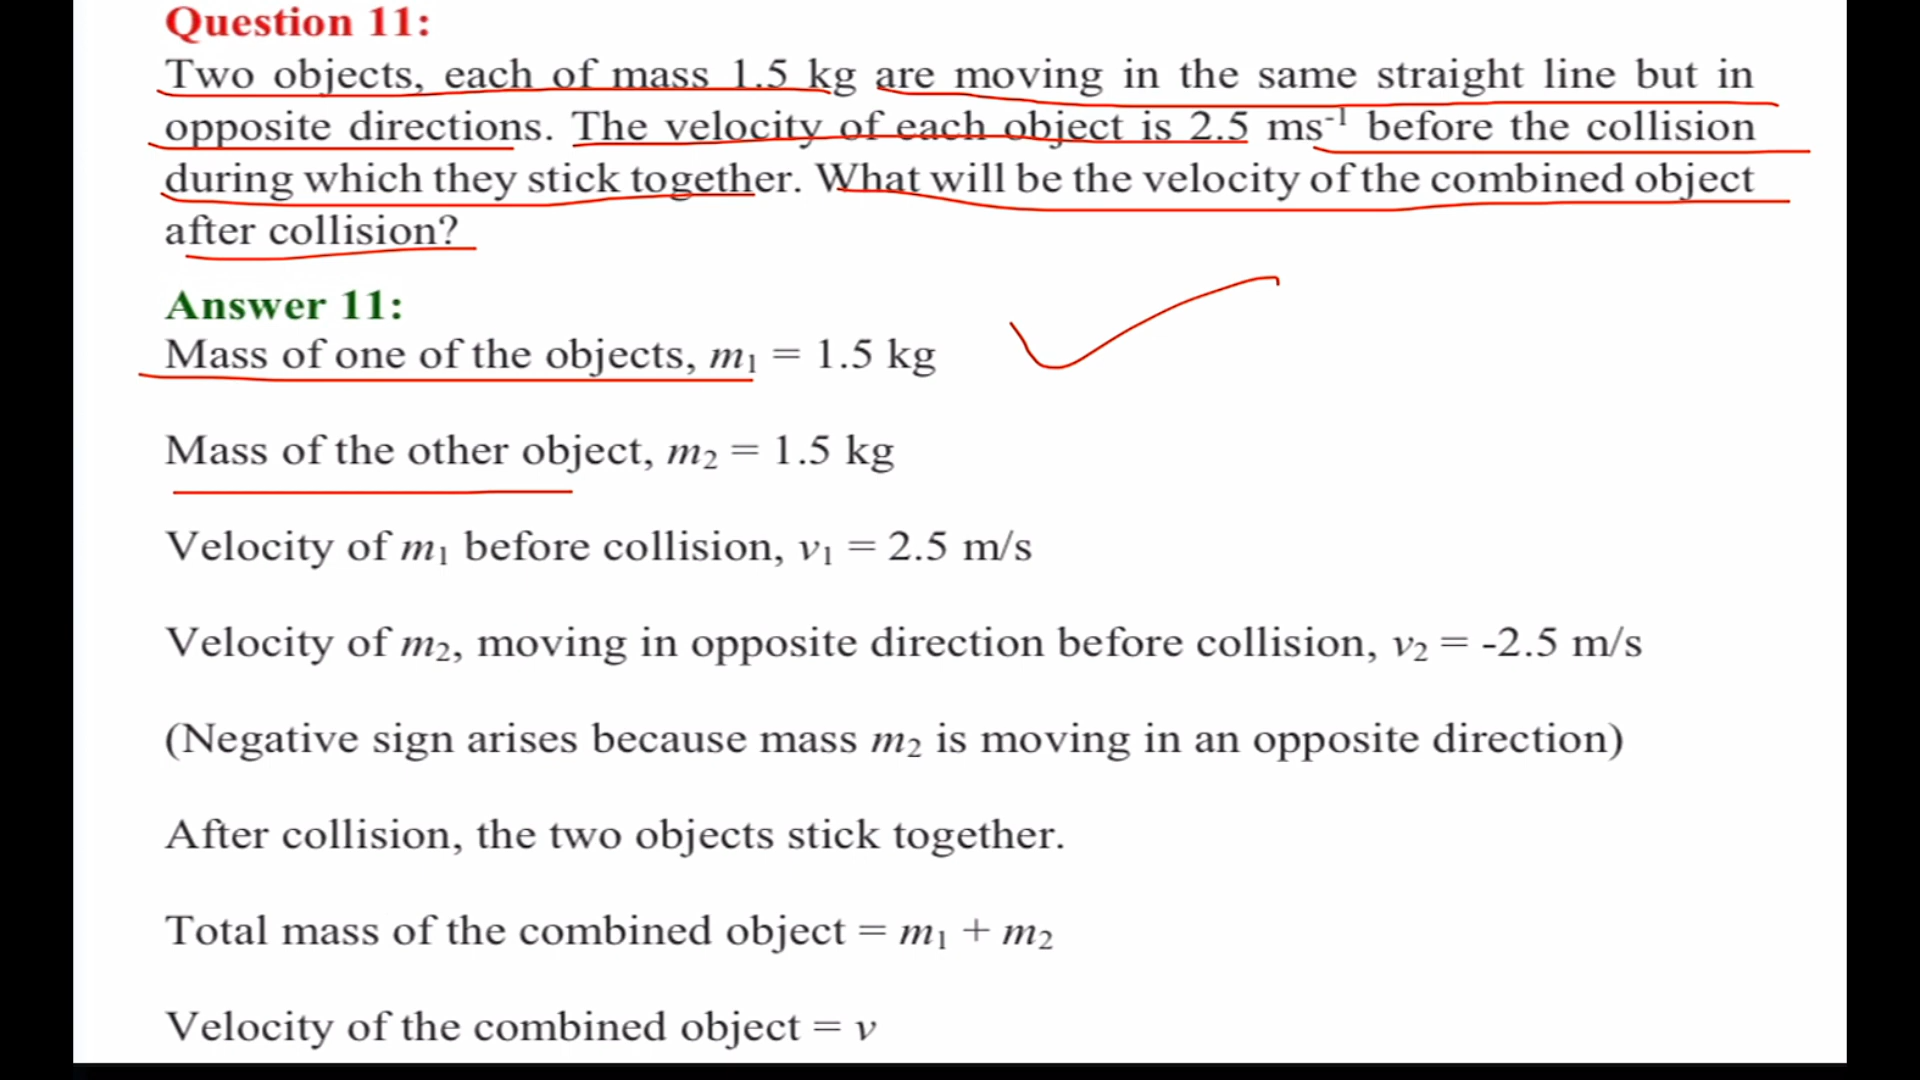 Question 11:
Two objects, each of mass 1.5 kg are moving in the same straight line but in
opposite directions. The velocity of each object is 2.5 ms⁻¹ before the collision
during which they stick together. What will be the velocity of the combined object
after collision?
Answer 11:
Mass of one of the objects, m₁ = 1.5 kg
Mass of the other object, m₂ = 1.5 kg
Velocity of m₁ before collision, v₁ = 2.5 m/s
Velocity of m₂, moving in opposite direction before collision, v₂ = -2.5 m/s
(Negative sign arises because mass m₂ is moving in an opposite direction)
After collision, the two objects stick together.
Total mass of the combined object = m₁ + m₂
Velocity of the combined object = v